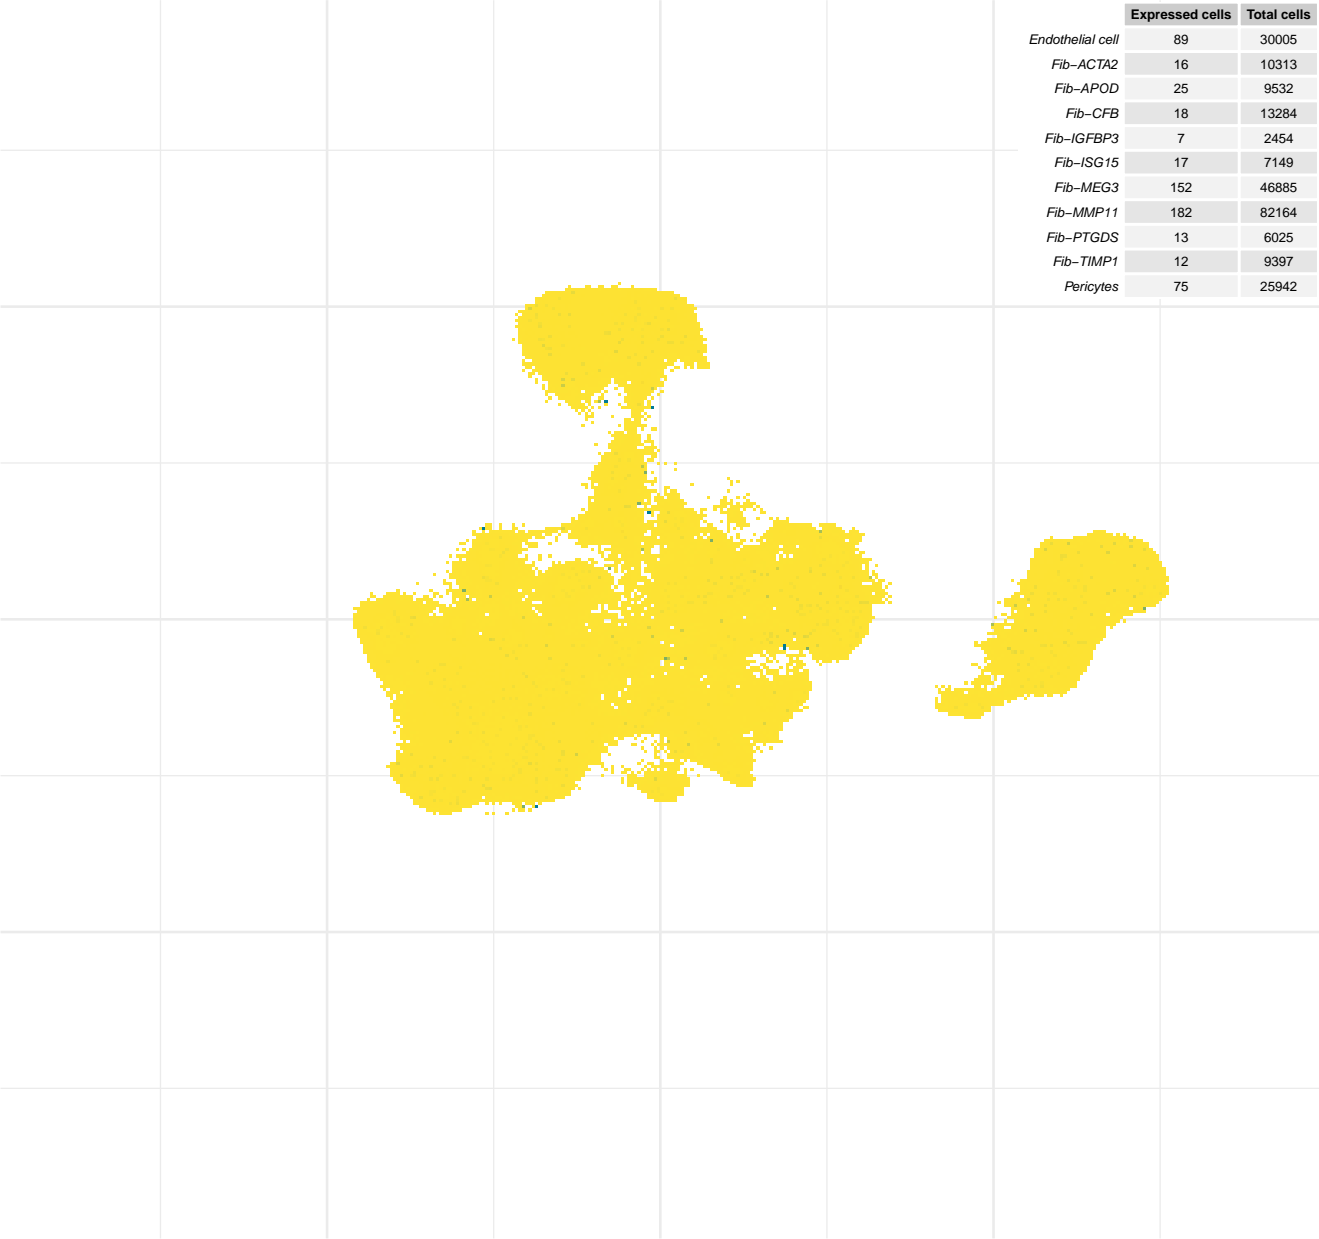 Expressed cells Total cells
Endothelial cell 89 30005
Fib−ACTA2 16 10313
Fib−APOD 25 9532
Fib−CFB 18 13284
Fib−IGFBP3 7 2454
Fib−ISG15 17 7149
Fib−MEG3 152 46885
Fib−MMP11 182 82164
Fib−PTGDS 13 6025
Fib−TIMP1 12 9397
Pericytes 75 25942